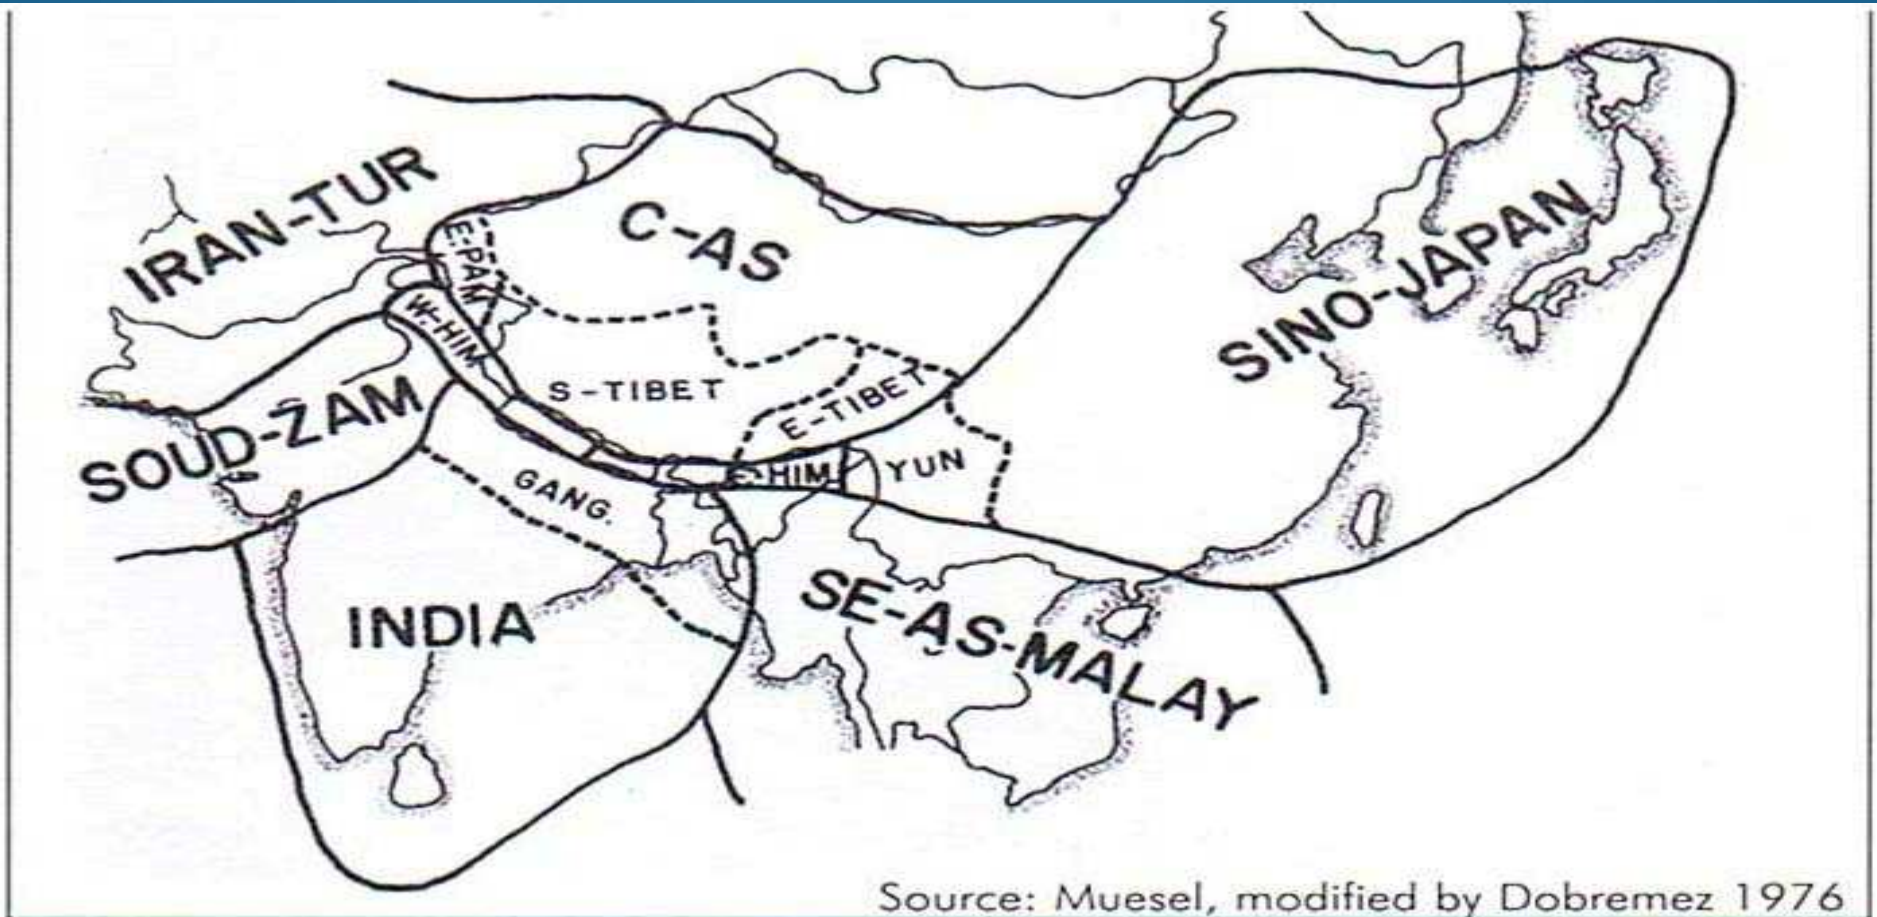 IRAN-TUR
C-AS
E-PAM
W-HIM
SINO-JAPAN
S-TIBET
E-TIBET
SOUD-ZAM
GANG.
E-HIM.
YUN
INDIA
SE-AS-MALAY
Source: Muesel, modified by Dobremez 1976